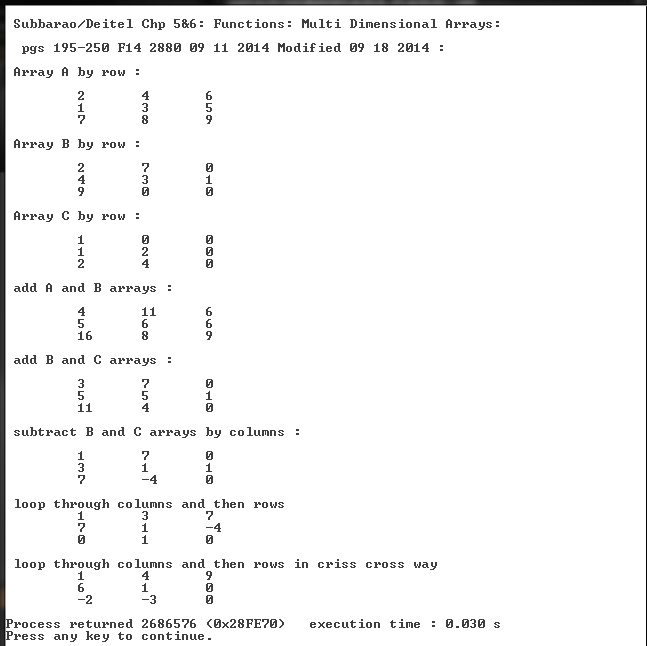 Subbarao/Deitel Chp 5&6: Functions: Multi Dimensional Arrays:
pgs 195-250 F14 2880 09 11 2014 Modified 09 18 2014 :
Array A by row :
2 4 6
1 3 5
7 8 9
Array B by row :
2 7 0
4 3 1
9 0 0
Array C by row :
1 0 0
1 2 0
2 4 0
add A and B arrays :
4 11 6
5 6 6
16 8 9
add B and C arrays :
3 7 0
5 5 1
11 4 0
subtract B and C arrays by columns :
1 7 0
3 1 1
7 -4 0
loop through columns and then rows
1 3 7
7 1 -4
0 1 0
loop through columns and then rows in criss cross way
1 4 9
6 1 0
-2 -3 0
Process returned 2686576 (0x28FE70) execution time : 0.030 s
Press any key to continue.